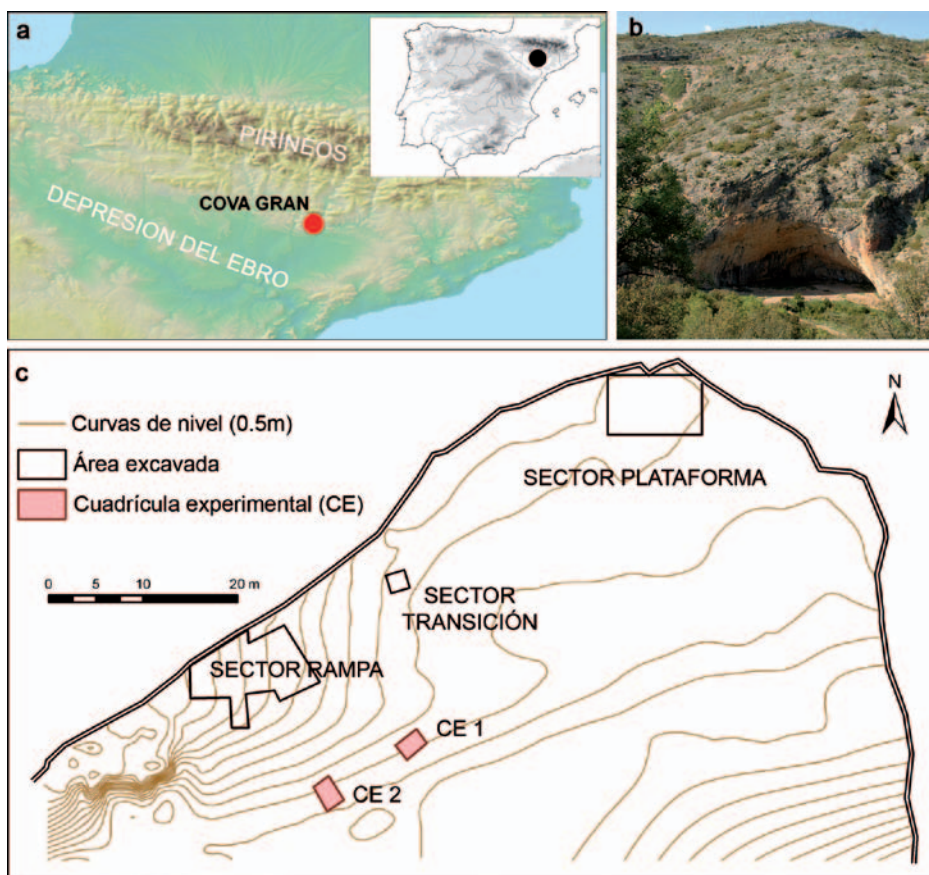 a
PIRINEOS
COVA GRAN
DEPRESION DEL EBRO
b
c
Curvas de nivel (0.5m)
Área excavada
Cuadrícula experimental (CE)
0 5 10 20 m
N
SECTOR PLATAFORMA
SECTOR
TRANSICIÓN
SECTOR RAMPA
CE 1
CE 2